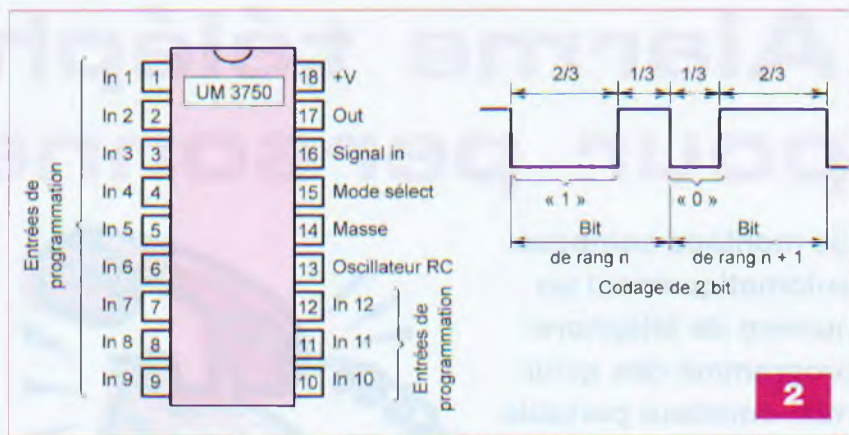 UM 3750
Entrées de
programmation
In 1
In 2
In 3
In 4
In 5
In 6
In 7
In 8
In 9
1
2
3
4
5
6
7
8
9
18
17
16
15
14
13
12
11
10
+V
Out
Signal in
Mode sélect
Masse
Oscillateur RC
In 12
In 11
In 10
Entrées de
programmation
2/3 1/3 1/3 2/3
« 1 » « 0 »
Bit Bit
de rang n de rang n + 1
Codage de 2 bit
2